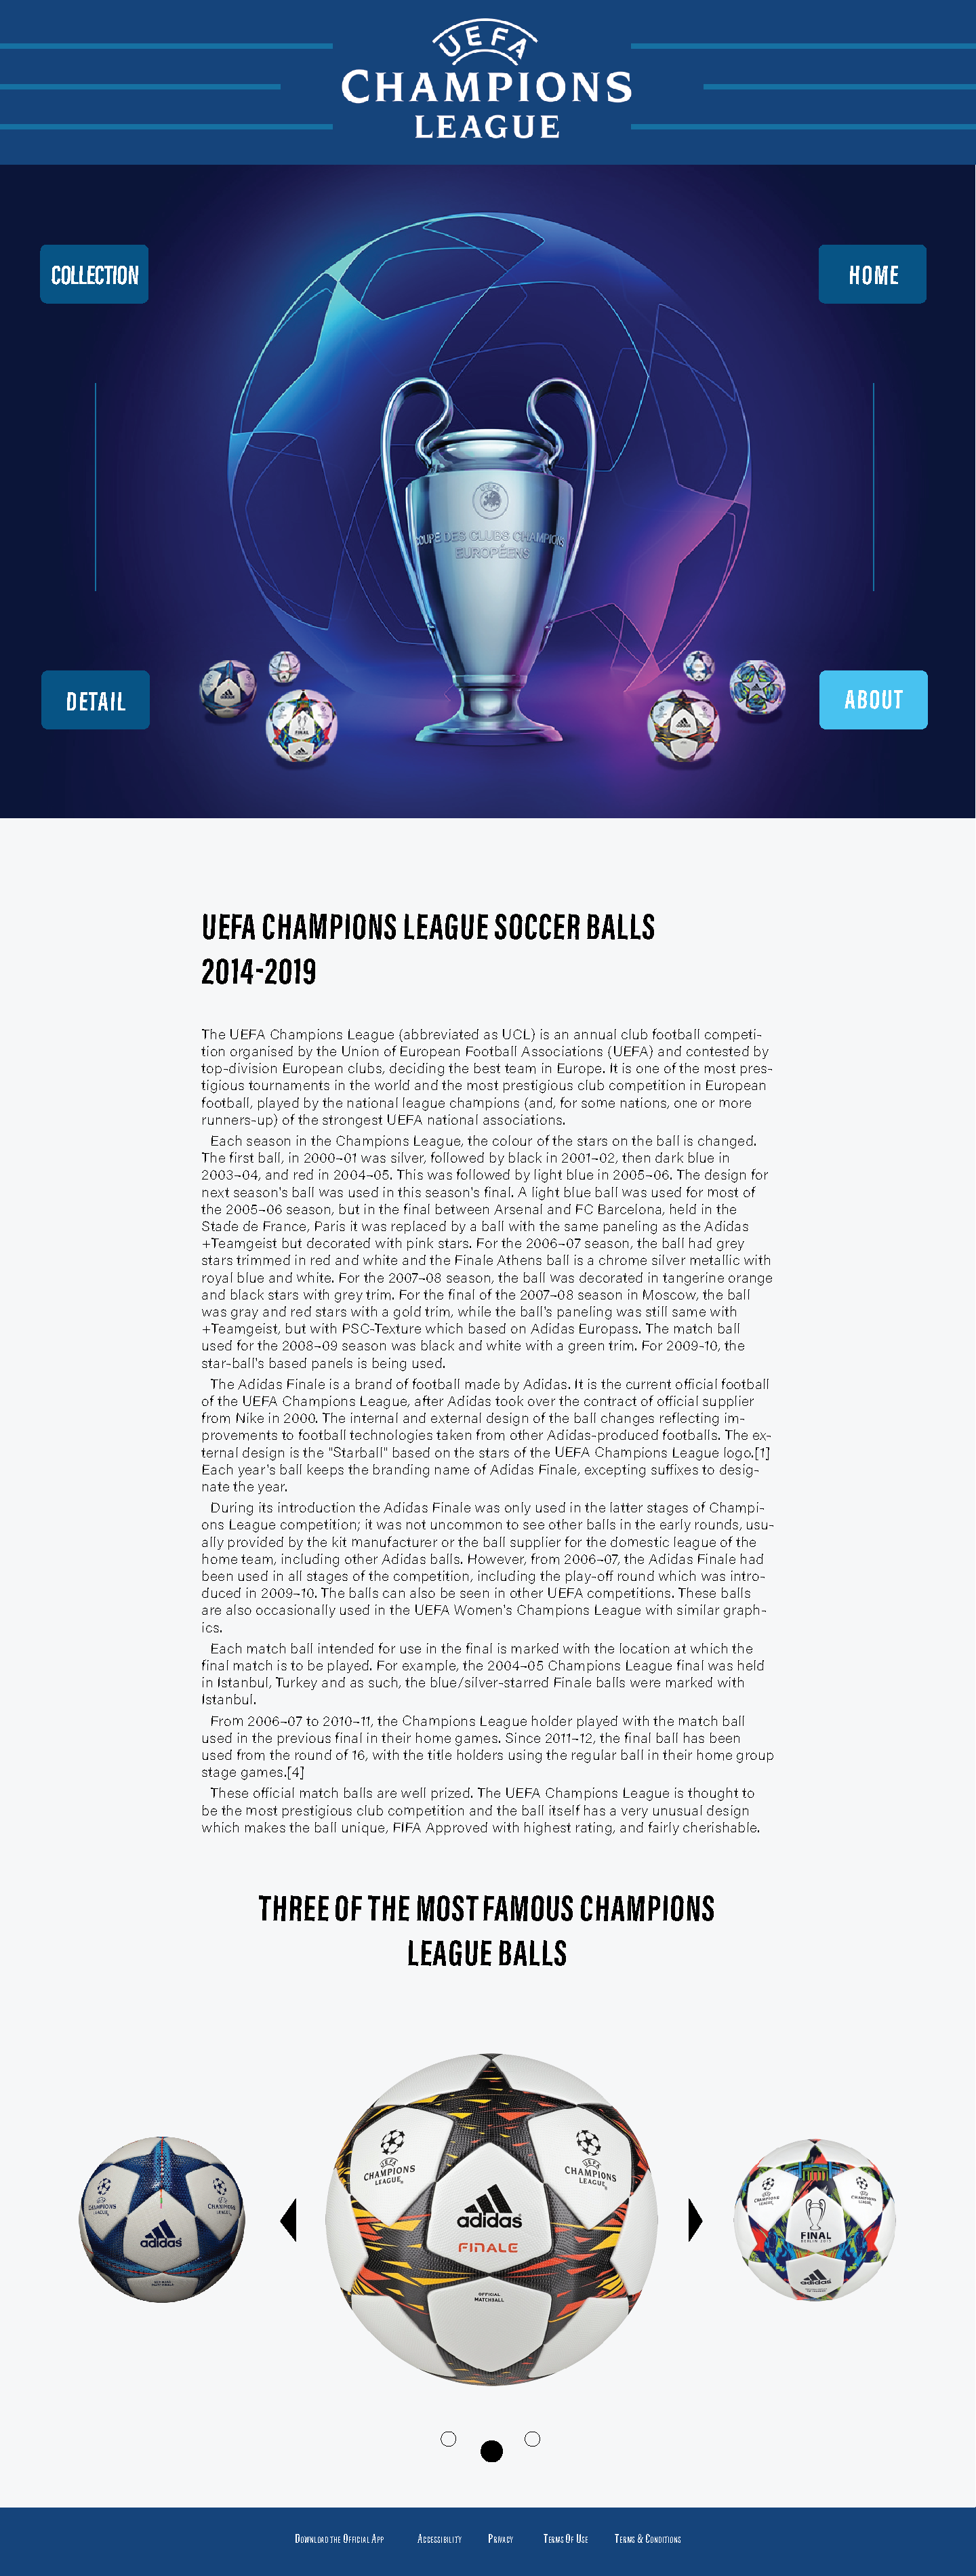 UEFA
CHAMPIONS
LEAGUE
COLLECTION
HOME
UEFA
COUPE DES CLUBS CHAMPIONS
EUROPÉENS
DETAIL
ABOUT
adidas
FINAL
adidas
adidas
UEFA CHAMPIONS LEAGUE SOCCER BALLS
2014-2019
The UEFA Champions League (abbreviated as UCL) is an annual club football competi-
tion organised by the Union of European Football Associations (UEFA) and contested by
top-division European clubs, deciding the best team in Europe. It is one of the most pres-
tigious tournaments in the world and the most prestigious club competition in European
football, played by the national league champions (and, for some nations, one or more
runners-up) of the strongest UEFA national associations.
Each season in the Champions League, the colour of the stars on the ball is changed.
The first ball, in 2000–01 was silver, followed by black in 2001–02, then dark blue in
2003–04, and red in 2004–05. This was followed by light blue in 2005–06. The design for
next season's ball was used in this season's final. A light blue ball was used for most of
the 2005–06 season, but in the final between Arsenal and FC Barcelona, held in the
Stade de France, Paris it was replaced by a ball with the same paneling as the Adidas
+Teamgeist but decorated with pink stars. For the 2006–07 season, the ball had grey
stars trimmed in red and white and the Finale Athens ball is a chrome silver metallic with
royal blue and white. For the 2007–08 season, the ball was decorated in tangerine orange
and black stars with grey trim. For the final of the 2007–08 season in Moscow, the ball
was gray and red stars with a gold trim, while the ball's paneling was still same with
+Teamgeist, but with PSC-Texture which based on Adidas Europass. The match ball
used for the 2008–09 season was black and white with a green trim. For 2009-10, the
star-ball's based panels is being used.
The Adidas Finale is a brand of football made by Adidas. It is the current official football
of the UEFA Champions League, after Adidas took over the contract of official supplier
from Nike in 2000. The internal and external design of the ball changes reflecting im-
provements to football technologies taken from other Adidas-produced footballs. The ex-
ternal design is the "Starball" based on the stars of the UEFA Champions League logo.[1]
Each year's ball keeps the branding name of Adidas Finale, excepting suffixes to desig-
nate the year.
During its introduction the Adidas Finale was only used in the latter stages of Champi-
ons League competition; it was not uncommon to see other balls in the early rounds, usu-
ally provided by the kit manufacturer or the ball supplier for the domestic league of the
home team, including other Adidas balls. However, from 2006–07, the Adidas Finale had
been used in all stages of the competition, including the play-off round which was intro-
duced in 2009–10. The balls can also be seen in other UEFA competitions. These balls
are also occasionally used in the UEFA Women's Champions League with similar graph-
ics.
Each match ball intended for use in the final is marked with the location at which the
final match is to be played. For example, the 2004–05 Champions League final was held
in Istanbul, Turkey and as such, the blue/silver-starred Finale balls were marked with
Istanbul.
From 2006–07 to 2010–11, the Champions League holder played with the match ball
used in the previous final in their home games. Since 2011–12, the final ball has been
used from the round of 16, with the title holders using the regular ball in their home group
stage games.[4]
These official match balls are well prized. The UEFA Champions League is thought to
be the most prestigious club competition and the ball itself has a very unusual design
which makes the ball unique, FIFA Approved with highest rating, and fairly cherishable.
THREE OF THE MOST FAMOUS CHAMPIONS
LEAGUE BALLS
CHAMPIONS
LEAGUE
CHAMPIONS
LEAGUE
adidas
UEFA
CHAMPIONS
LEAGUE
UEFA
CHAMPIONS
LEAGUE
adidas
FINALE
OFFICIAL
MATCHBALL
CHAMPIONS
LEAGUE
CHAMPIONS
LEAGUE
FINAL
BERLIN 2015
adidas
Download the Official App Accessibility Privacy Terms Of Use Terms & Conditions